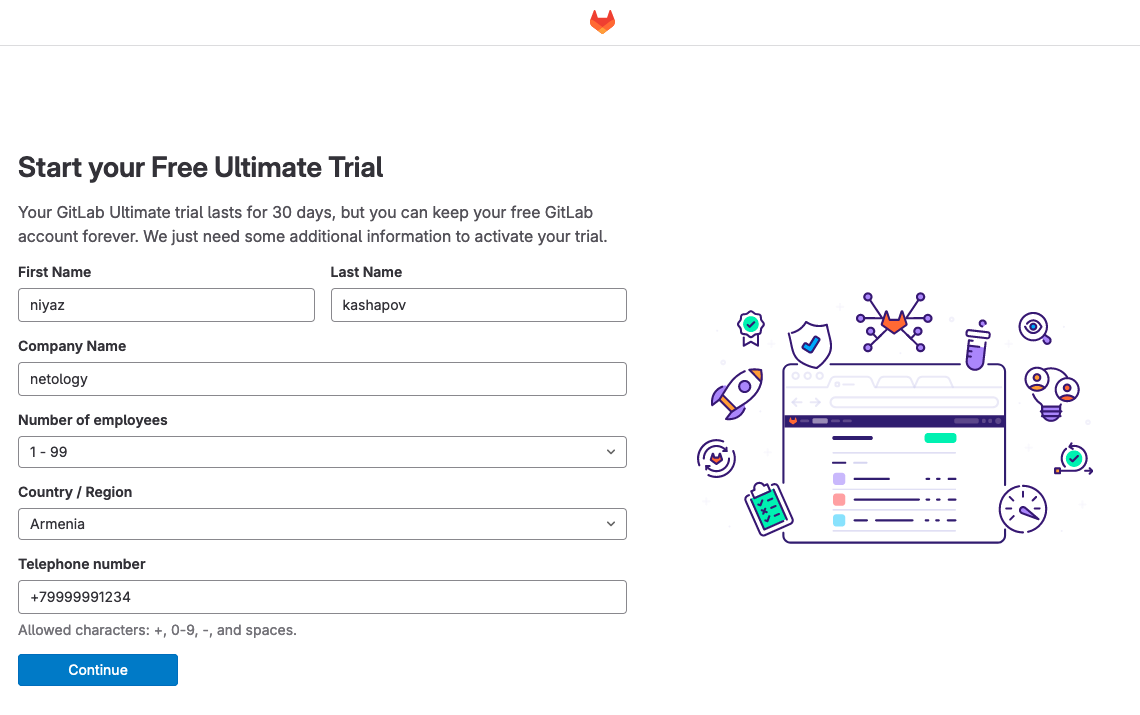 Start your Free Ultimate Trial
Your GitLab Ultimate trial lasts for 30 days, but you can keep your free GitLab
account forever. We just need some additional information to activate your trial.
First Name
Last Name
niyaz
kashapov
Company Name
netology
Number of employees
1 - 99
Country / Region
Armenia
Telephone number
+79999991234
Allowed characters: +, 0-9, -, and spaces.
Continue